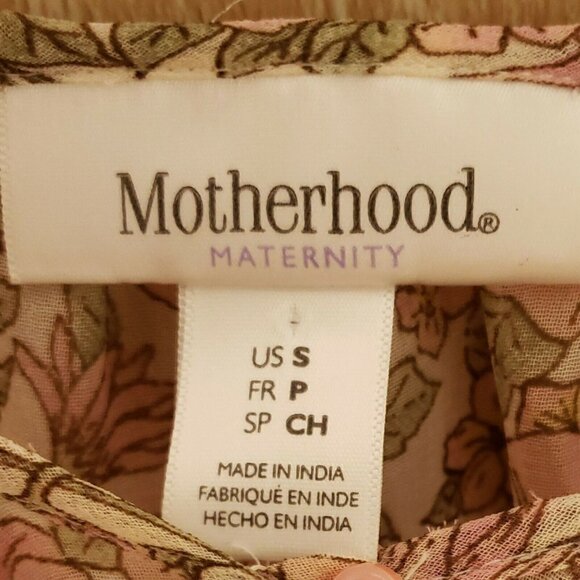 Motherhood®
MATERNITY
US S
FR P
SP CH
MADE IN INDIA
FABRIQUÉ EN INDE
HECHO EN INDIA